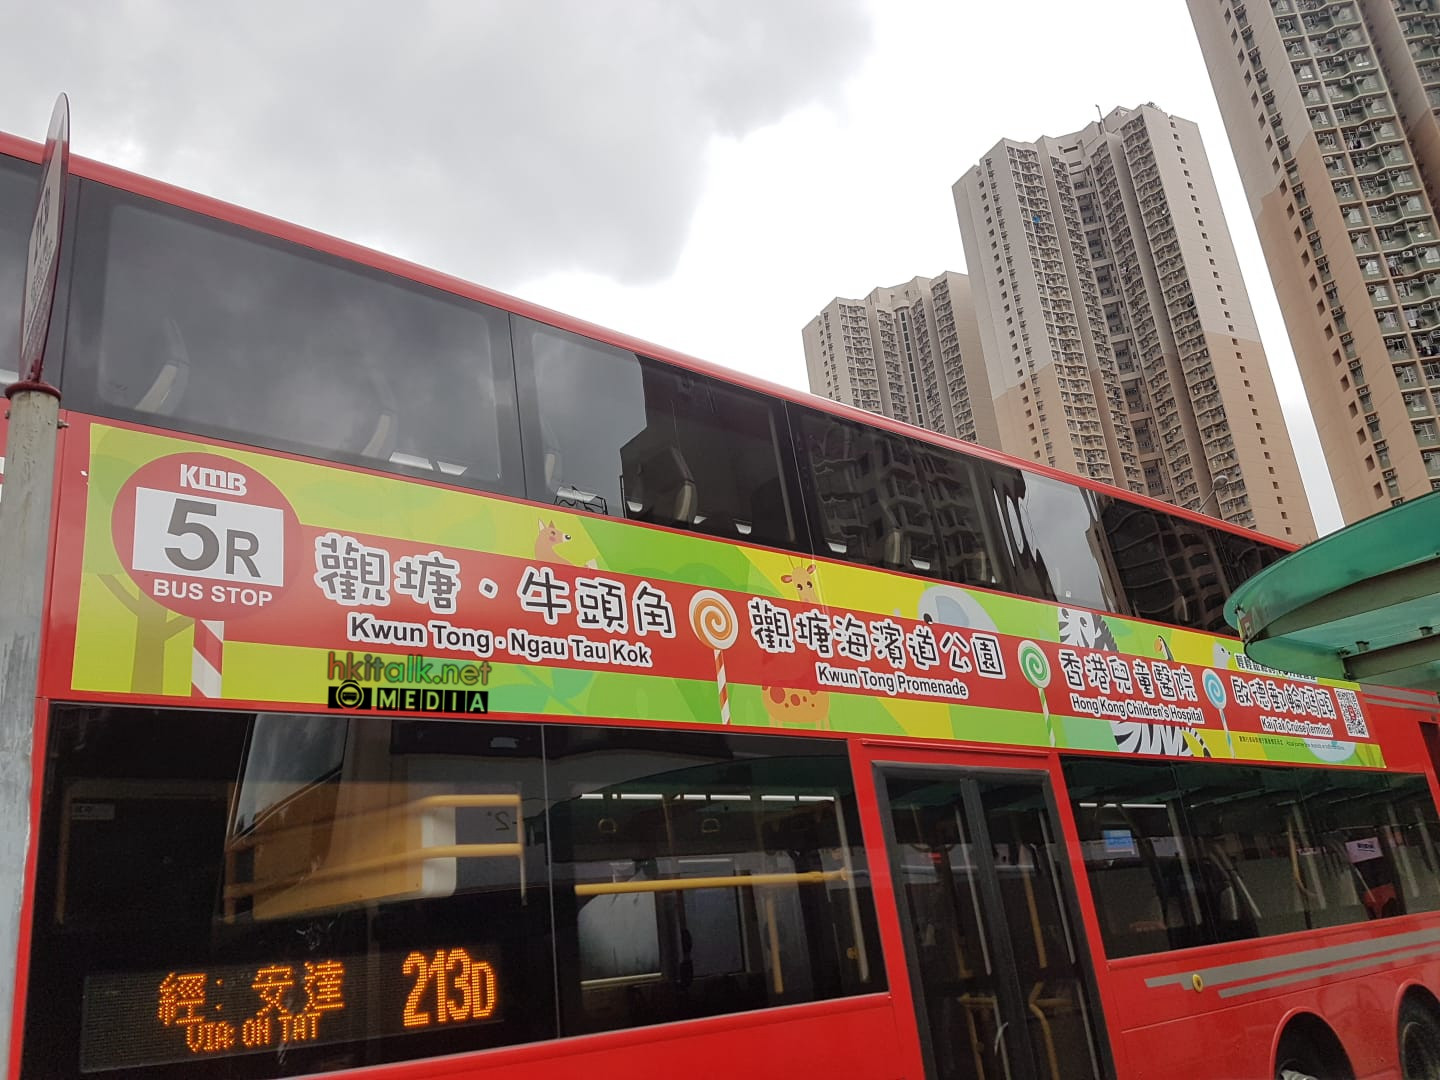 KMB
5R
BUS STOP
觀塘・牛頭角
Kwun Tong・Ngau Tau Kok
觀塘海濱道公園
Kwun Tong Promenade
香港兒童醫院
Hong Kong Children's Hospital
啟德郵輪碼頭
Kai Tak Cruise Terminal
hkitalk.net
MEDIA
經: 安達
VIA: ON TAT
213D